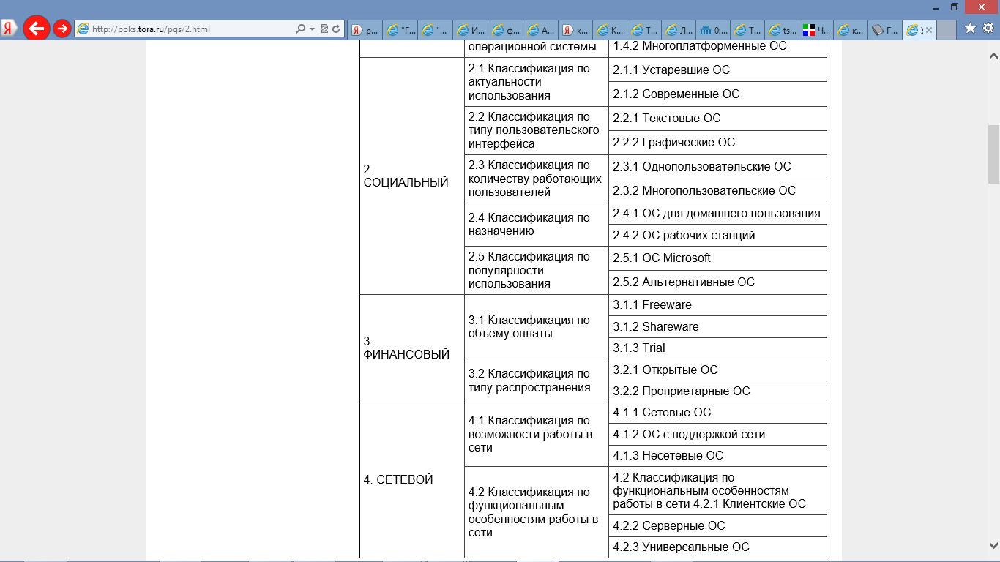 http://poks.tora.ru/pgs/2.html
Я
р...
"Г...
"...
И...
ф...
А...
к...
К...
Т...
Л...
0:...
Т...
ts...
Ч...
к...
Г...
операционной системы
1.4.2 Многоплатформенные ОС
2.
СОЦИАЛЬНЫЙ
2.1 Классификация по
актуальности
использования
2.1.1 Устаревшие ОС
2.1.2 Современные ОС
2.2 Классификация по
типу пользовательского
интерфейса
2.2.1 Текстовые ОС
2.2.2 Графические ОС
2.3 Классификация по
количеству работающих
пользователей
2.3.1 Однопользовательские ОС
2.3.2 Многопользовательские ОС
2.4 Классификация по
назначению
2.4.1 ОС для домашнего пользования
2.4.2 ОС рабочих станций
2.5 Классификация по
популярности
использования
2.5.1 ОС Microsoft
2.5.2 Альтернативные ОС
3.
ФИНАНСОВЫЙ
3.1 Классификация по
объему оплаты
3.1.1 Freeware
3.1.2 Shareware
3.1.3 Trial
3.2 Классификация по
типу распространения
3.2.1 Открытые ОС
3.2.2 Проприетарные ОС
4. СЕТЕВОЙ
4.1 Классификация по
возможности работы в
сети
4.1.1 Сетевые ОС
4.1.2 ОС с поддержкой сети
4.1.3 Несетевые ОС
4.2 Классификация по
функциональным
особенностям работы в
сети
4.2 Классификация по
функциональным особенностям
работы в сети 4.2.1 Клиентские ОС
4.2.2 Серверные ОС
4.2.3 Универсальные ОС